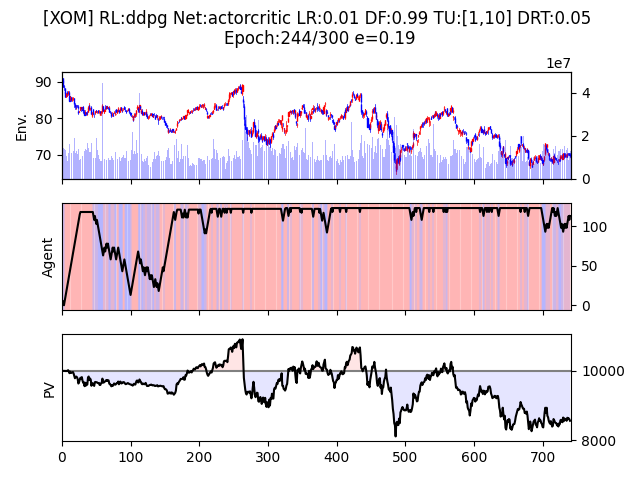 [XOM] RL:ddpg Net:actorcritic LR:0.01 DF:0.99 TU:[1,10] DRT:0.05
Epoch:244/300 e=0.19
1e7
90
80
70
Env.
4
2
0
Agent
100
50
0
PV
10000
8000
0 100 200 300 400 500 600 700